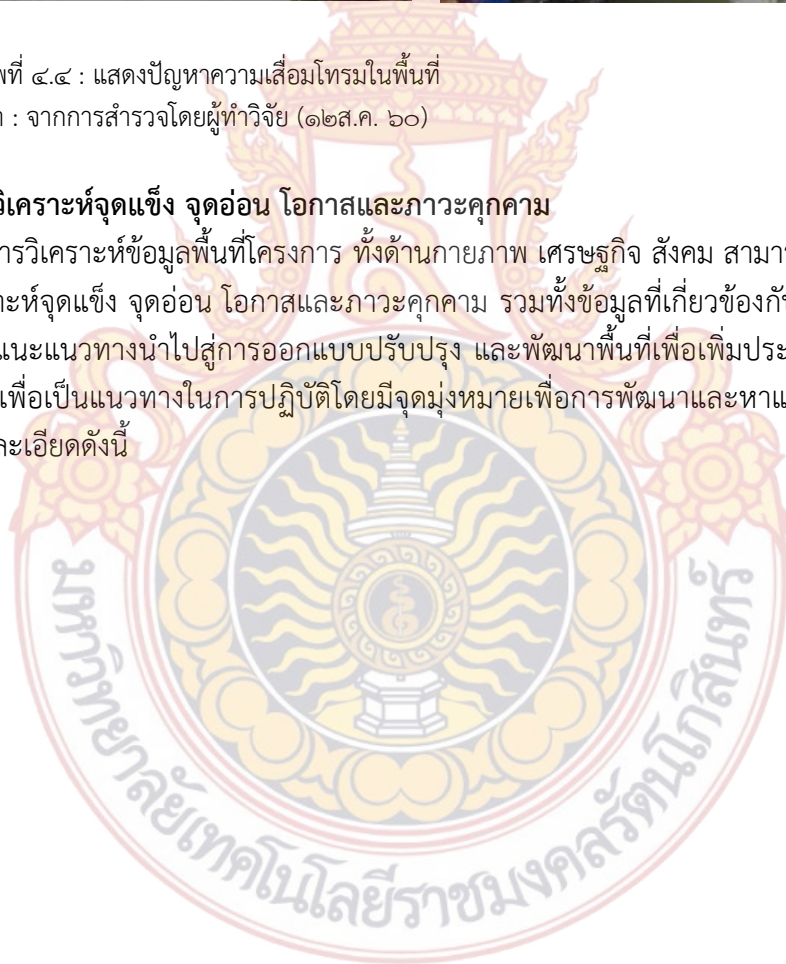 พที่ ๔.๔ : แสดงปัญหาความเสื่อมโทรมในพื้นที่
า : จากการสำรวจโดยผู้ทำวิจัย (๑๒ส.ค. ๖๐)
วิเคราะห์จุดแข็ง จุดอ่อน โอกาสและภาวะคุกคาม
ารวิเคราะห์ข้อมูลพื้นที่โครงการ ทั้งด้านกายภาพ เศรษฐกิจ สังคม สามาร
าะห์จุดแข็ง จุดอ่อน โอกาสและภาวะคุกคาม รวมทั้งข้อมูลที่เกี่ยวข้องกับ
แนะแนวทางนำไปสู่การออกแบบปรับปรุง และพัฒนาพื้นที่เพื่อเพิ่มประ
เพื่อเป็นแนวทางในการปฏิบัติโดยมีจุดมุ่งหมายเพื่อการพัฒนาและหาแ
ละเอียดดังนี้
มหาวิทยาลัยเทคโนโลยีราชมงคลรัตนโกสินทร์